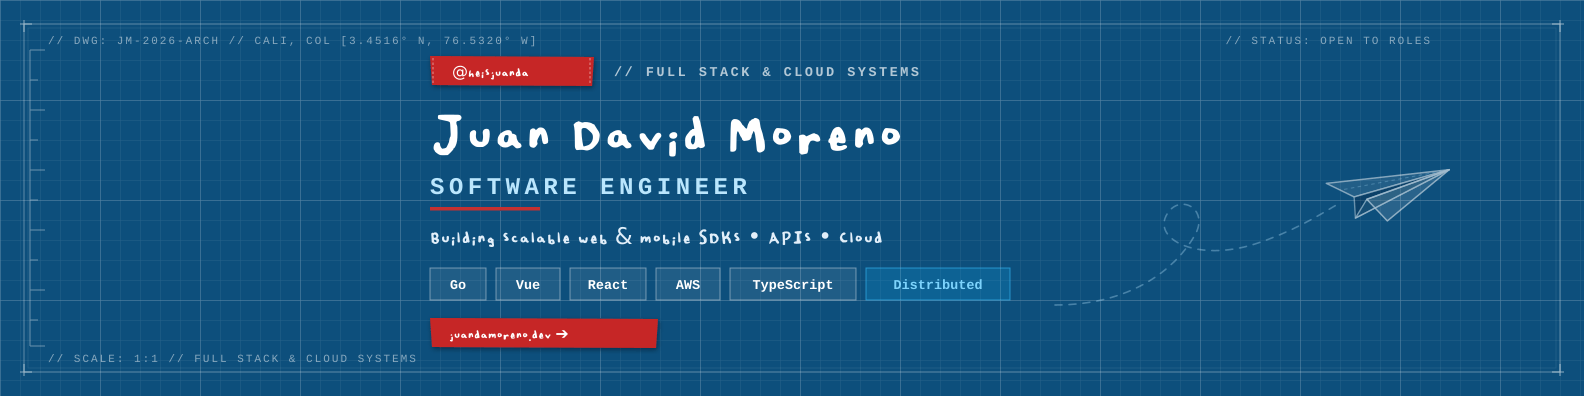 // DWG: JM-2026-ARCH // CALI, COL [3.4516° N, 76.5320° W]
// STATUS: OPEN TO ROLES
@heisjuanda
// FULL STACK & CLOUD SYSTEMS
Juan David Moreno
SOFTWARE ENGINEER
Building scalable web & mobile SDKs • APIs • Cloud
Go
Vue
React
AWS
TypeScript
Distributed
juandamoreno.dev →
// SCALE: 1:1 // FULL STACK & CLOUD SYSTEMS